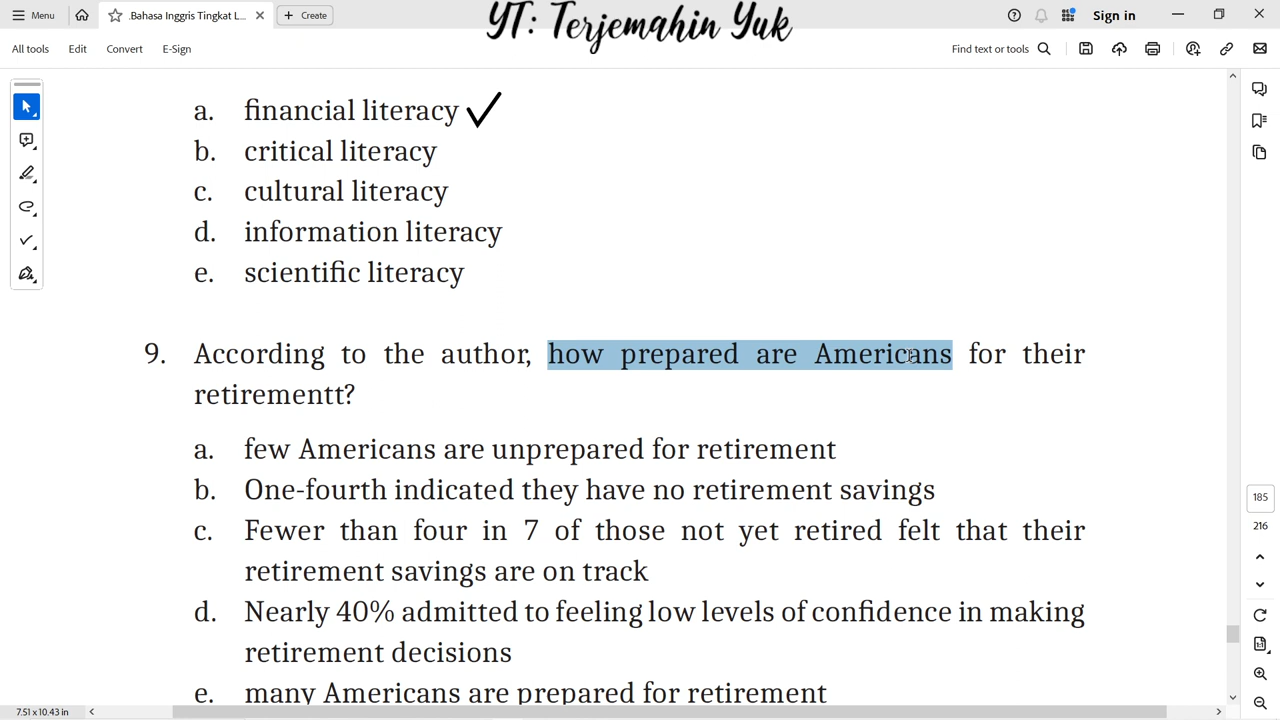 Menu
.Bahasa Inggris Tingkat L...
Create
YT: Terjemahin Yuk
Sign in
All tools
Edit
Convert
E-Sign
Find text or tools
a. financial literacy
b. critical literacy
c. cultural literacy
d. information literacy
e. scientific literacy
9. According to the author, how prepared are Americans for their
retirementt?
a. few Americans are unprepared for retirement
b. One-fourth indicated they have no retirement savings
c. Fewer than four in 7 of those not yet retired felt that their
retirement savings are on track
d. Nearly 40% admitted to feeling low levels of confidence in making
retirement decisions
e. many Americans are prepared for retirement
185
216
7.51 x 10.43 in